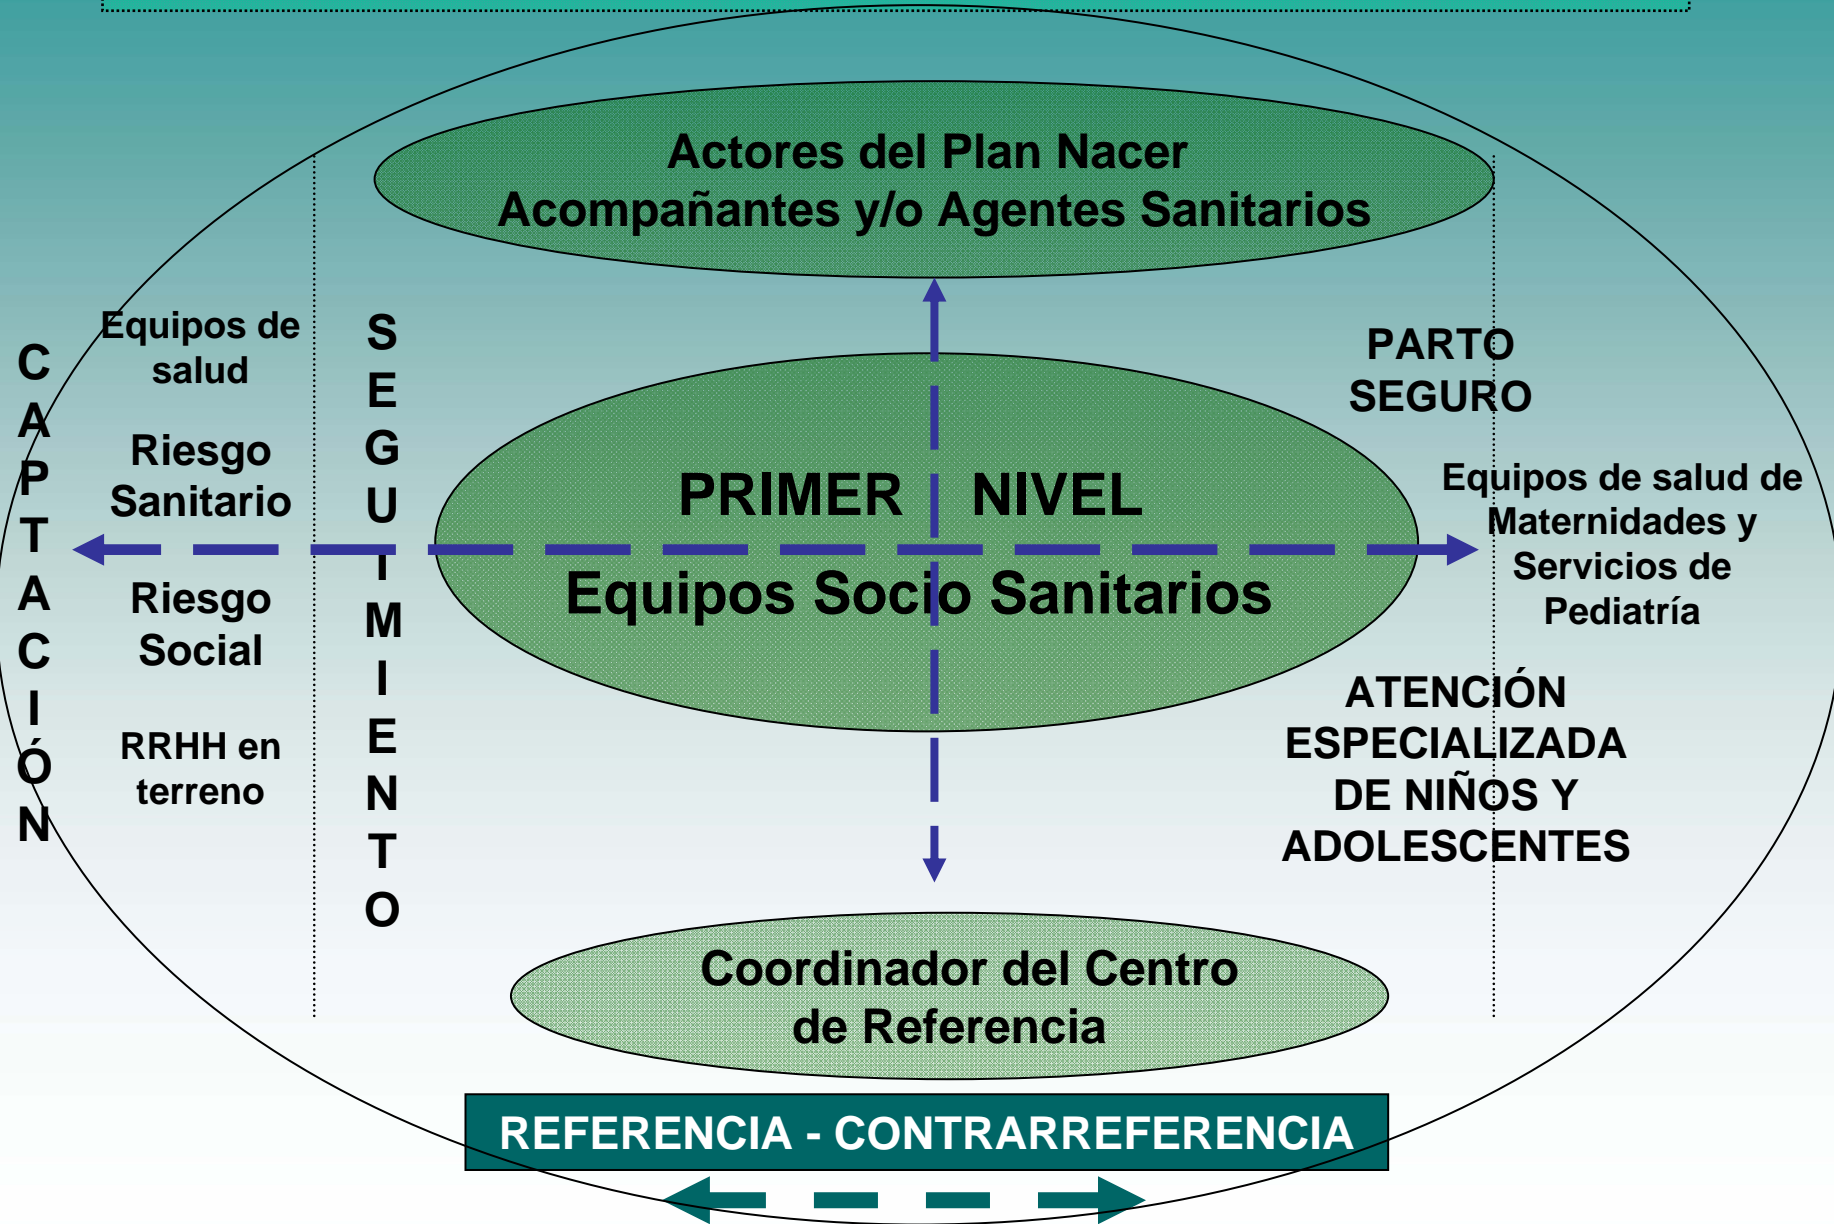 Actores del Plan Nacer
Acompañantes y/o Agentes Sanitarios
CAPTACIÓN
Equipos de
salud
Riesgo
Sanitario
Riesgo
Social
RRHH en
terreno
SEGUIMIENTO
PRIMER NIVEL
Equipos Socio Sanitarios
PARTO
SEGURO
Equipos de salud de
Maternidades y
Servicios de
Pediatría
ATENCIÓN
ESPECIALIZADA
DE NIÑOS Y
ADOLESCENTES
Coordinador del Centro
de Referencia
REFERENCIA - CONTRARREFERENCIA